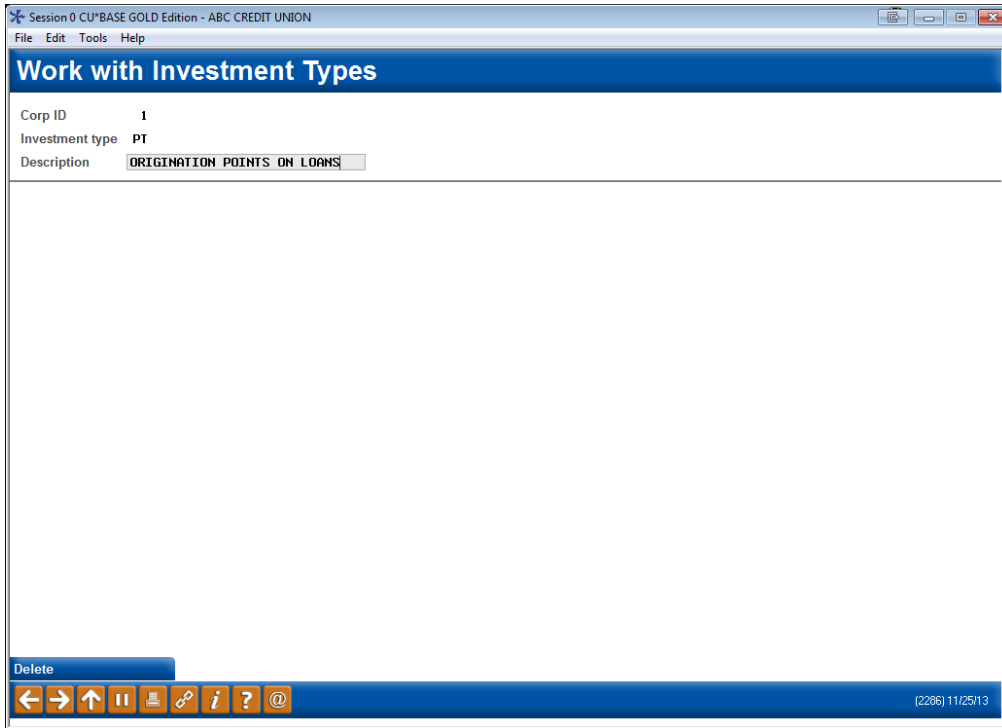 Session 0 CU*BASE GOLD Edition - ABC CREDIT UNION
File Edit Tools Help
Work with Investment Types
Corp ID 1
Investment type PT
Description ORIGINATION POINTS ON LOANS
Delete
i ? @
(2286) 11/25/13